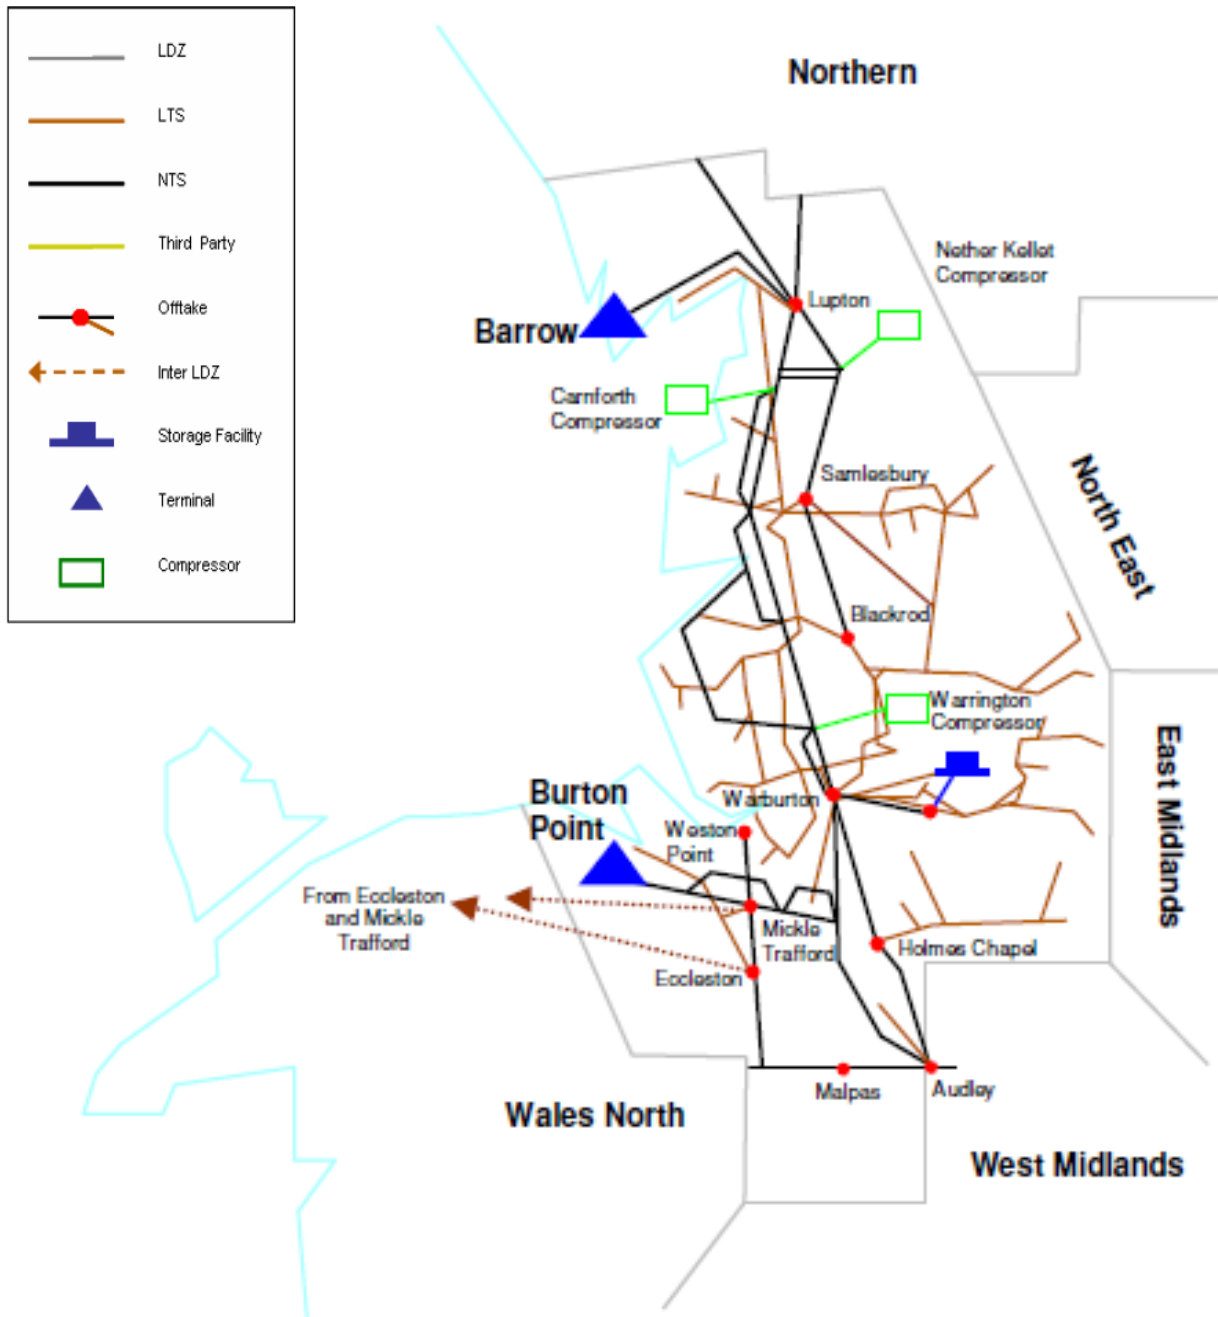 LDZ
LTS
NTS
Third Party
Offtake
Inter LDZ
Storage Facility
Terminal
Compressor
Northern
Nether Kellet
Compressor
Lupton
Barrow
Carnforth
Compressor
Samlesbury
North East
Blackrod
Warrington
Compressor
East Midlands
Burton
Point
Warburton
Weston
Point
From Eccleston
and Mickle
Trafford
Mickle
Trafford
Holmes Chapel
Eccleston
Malpas
Audley
Wales North
West Midlands